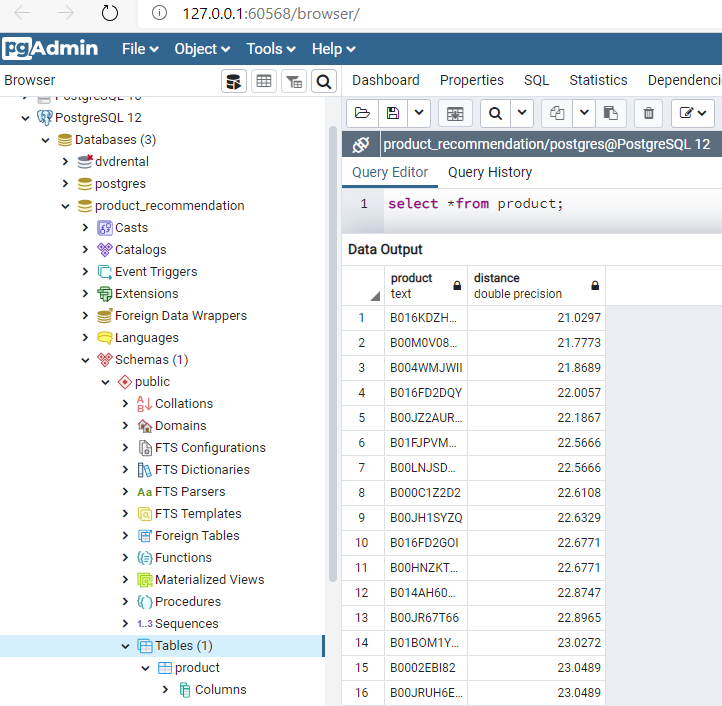 127.0.0.1:60568/browser/
pgAdmin File Object Tools Help
Browser
Dashboard Properties SQL Statistics Dependenci
PostgreSQL 12
Databases (3)
dvdrental
postgres
product_recommendation
Casts
Catalogs
Event Triggers
Extensions
Foreign Data Wrappers
Languages
Schemas (1)
public
Collations
Domains
FTS Configurations
FTS Dictionaries
Aa FTS Parsers
FTS Templates
Foreign Tables
Functions
Materialized Views
Procedures
1..3 Sequences
Tables (1)
product
Columns
product_recommendation/postgres@PostgreSQL 12
Query Editor Query History
1 select *from product;
Data Output
product distance
text double precision
1 B016KDZH... 21.0297
2 B00M0V08... 21.7773
3 B004WMJWII 21.8689
4 B016FD2DQY 22.0057
5 B00JZ2AUR... 22.1867
6 B01FJPVM... 22.5666
7 B00LNJSD... 22.5666
8 B000C1Z2D2 22.6108
9 B00JH1SYZQ 22.6329
10 B016FD2GOI 22.6771
11 B00HNZKT... 22.6771
12 B014AH60... 22.8747
13 B00JR67T66 22.8965
14 B01BOM1Y... 23.0272
15 B0002EBI82 23.0489
16 B00JRUH6E... 23.0489